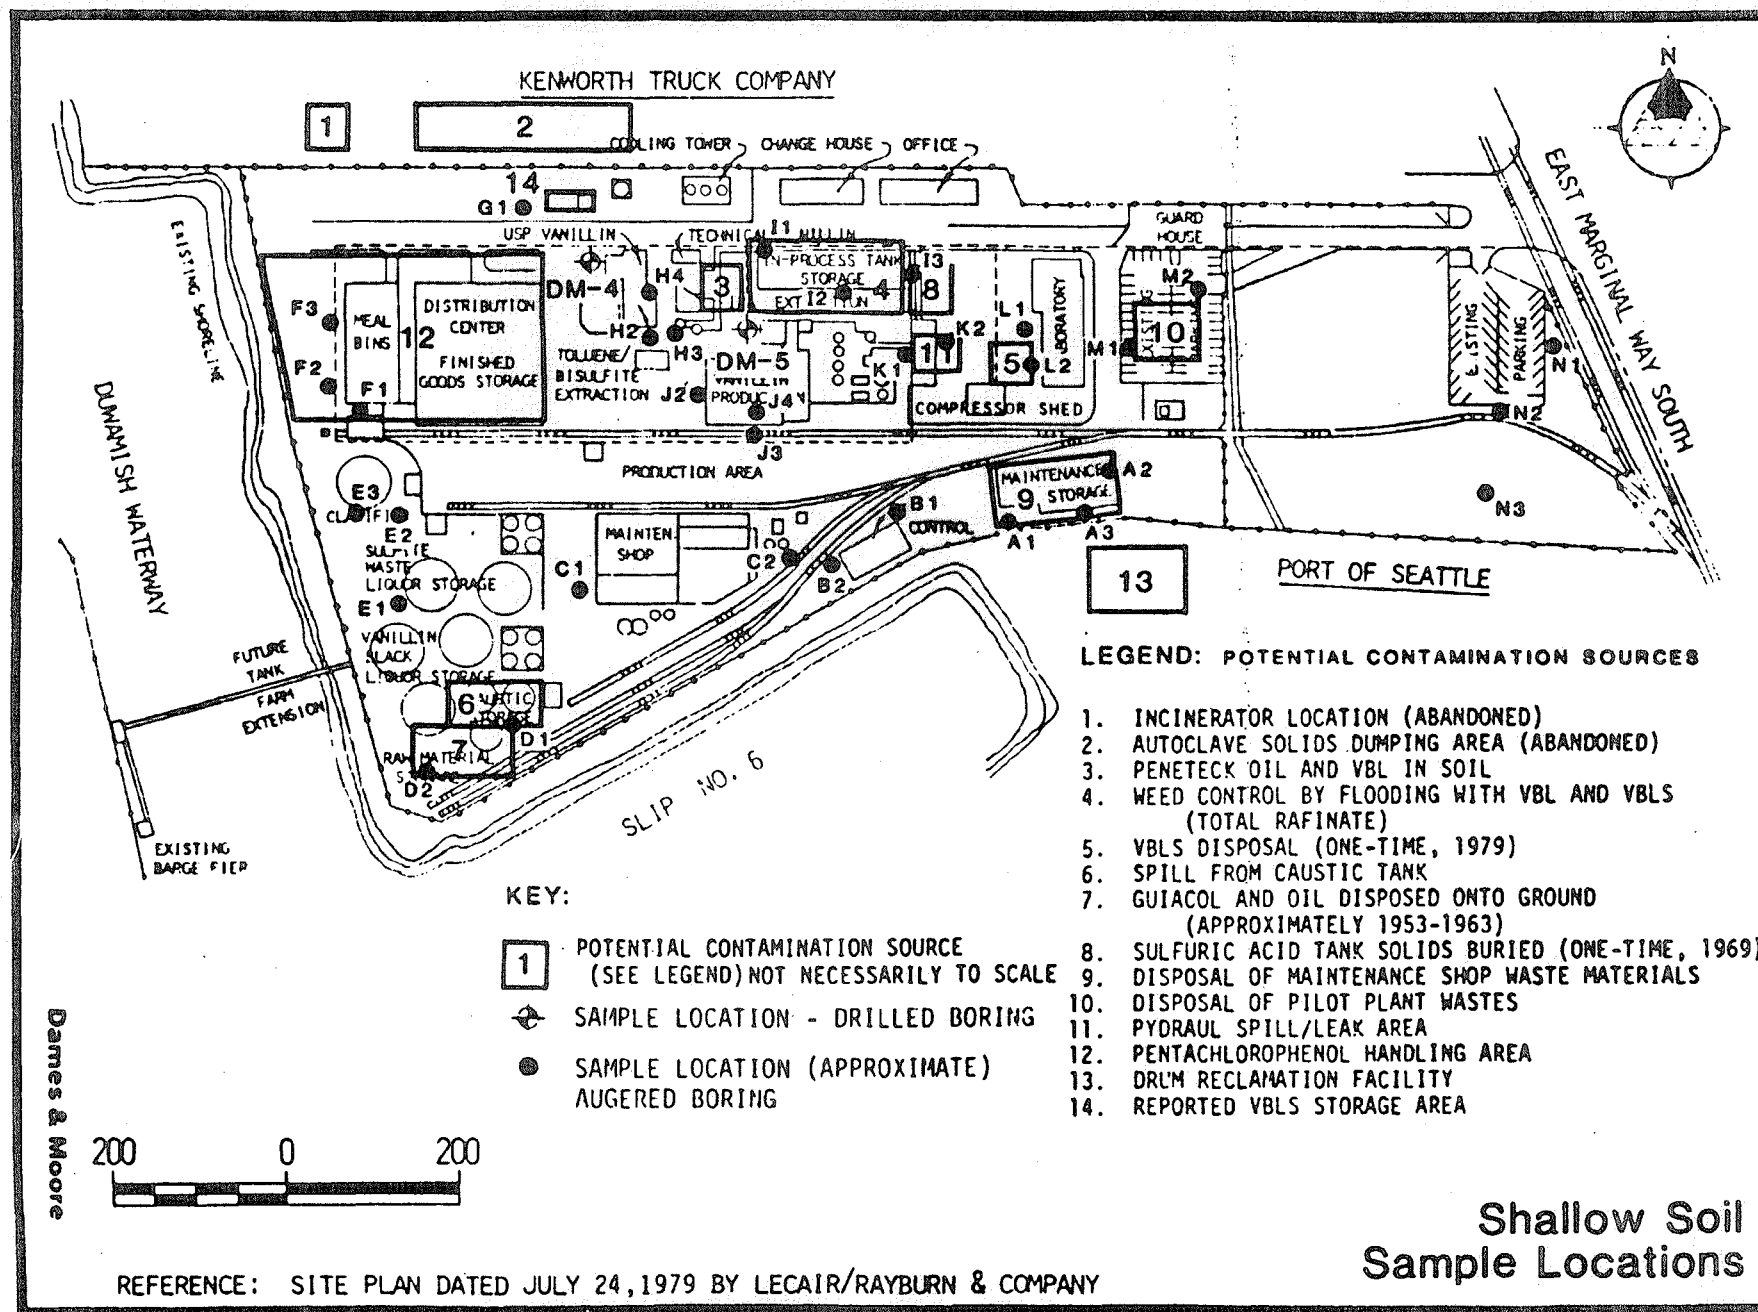 KENWORTH TRUCK COMPANY
N
1
2
COOLING TOWER
CHANGE HOUSE
OFFICE
14
G1
USP VANILLIN
TECHNICAL
I1
GUARD
HOUSE
EAST MARGINAL WAY SOUTH
EXISTING SHORELINE
IN-PROCESS TANK
STORAGE
I3
H4
DM-4
3
I2
4
8
M2
F3
MEAL
BINS
12
DISTRIBUTION
CENTER
FINISHED
GOODS STORAGE
H2
H3
DM-5
L1
K2
M1
10
EXISTING
PARKING
N1
TOLUENE/
BISULFITE
EXTRACTION
K1
5
L2
F2
F1
J2
J4
COMPRESSOR SHED
N2
J3
DUWAMISH WATERWAY
PRODUCTION AREA
MAINTENANCE
STORAGE
9
A2
E3
E2
B1
CONTROL
A1
A3
N3
SULFITE
WASTE
LIQUOR STORAGE
MAINTEN.
SHOP
C1
C2
B2
13
PORT OF SEATTLE
E1
VANILLIN
BLACK
LIQUOR STORAGE
FUTURE
TANK
FARM
EXTENSION
6
7
D1
D2
SLIP NO. 6
EXISTING
BARGE PIER
LEGEND: POTENTIAL CONTAMINATION SOURCES
1. INCINERATOR LOCATION (ABANDONED)
2. AUTOCLAVE SOLIDS DUMPING AREA (ABANDONED)
3. PENETECK OIL AND VBL IN SOIL
4. WEED CONTROL BY FLOODING WITH VBL AND VBLS
(TOTAL RAFINATE)
5. VBLS DISPOSAL (ONE-TIME, 1979)
6. SPILL FROM CAUSTIC TANK
7. GUIACOL AND OIL DISPOSED ONTO GROUND
(APPROXIMATELY 1953-1963)
8. SULFURIC ACID TANK SOLIDS BURIED (ONE-TIME, 1969)
9. DISPOSAL OF MAINTENANCE SHOP WASTE MATERIALS
10. DISPOSAL OF PILOT PLANT WASTES
11. PYDRAUL SPILL/LEAK AREA
12. PENTACHLOROPHENOL HANDLING AREA
13. DRUM RECLAMATION FACILITY
14. REPORTED VBLS STORAGE AREA
KEY:
1
POTENTIAL CONTAMINATION SOURCE
(SEE LEGEND) NOT NECESSARILY TO SCALE
SAMPLE LOCATION - DRILLED BORING
SAMPLE LOCATION (APPROXIMATE)
AUGERED BORING
Dames & Moore
200 0 200
Shallow Soil
Sample Locations
REFERENCE: SITE PLAN DATED JULY 24, 1979 BY LECAIR/RAYBURN & COMPANY